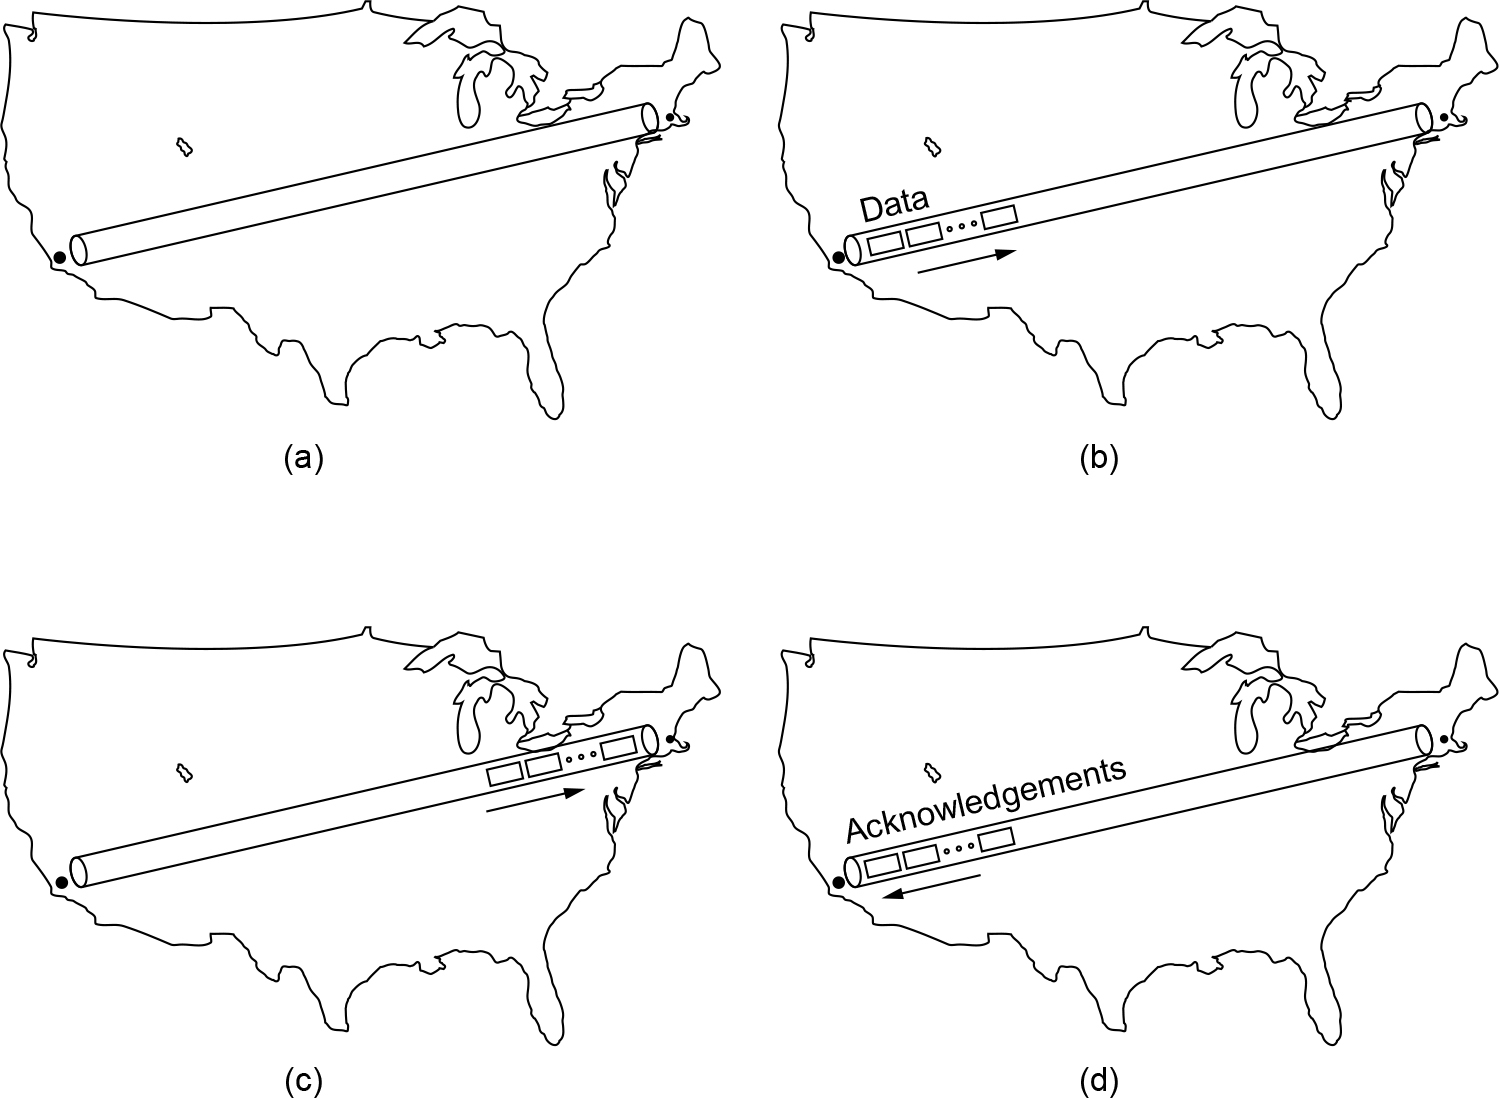 Data
(a)
(b)
Acknowledgements
(c)
(d)